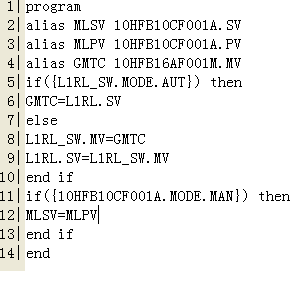 1 program
2 alias MLSV 10HFB10CF001A.SV
3 alias MLPV 10HFB10CF001A.PV
4 alias GMTC 10HFB16AF001M.MV
5 if({L1RL_SW.MODE.AUT}) then
6 GMTC=L1RL.SV
7 else
8 L1RL_SW.MV=GMTC
9 L1RL.SV=L1RL_SW.MV
10 end if
11 if({10HFB10CF001A.MODE.MAN}) then
12 MLSV=MLPV
13 end if
14 end